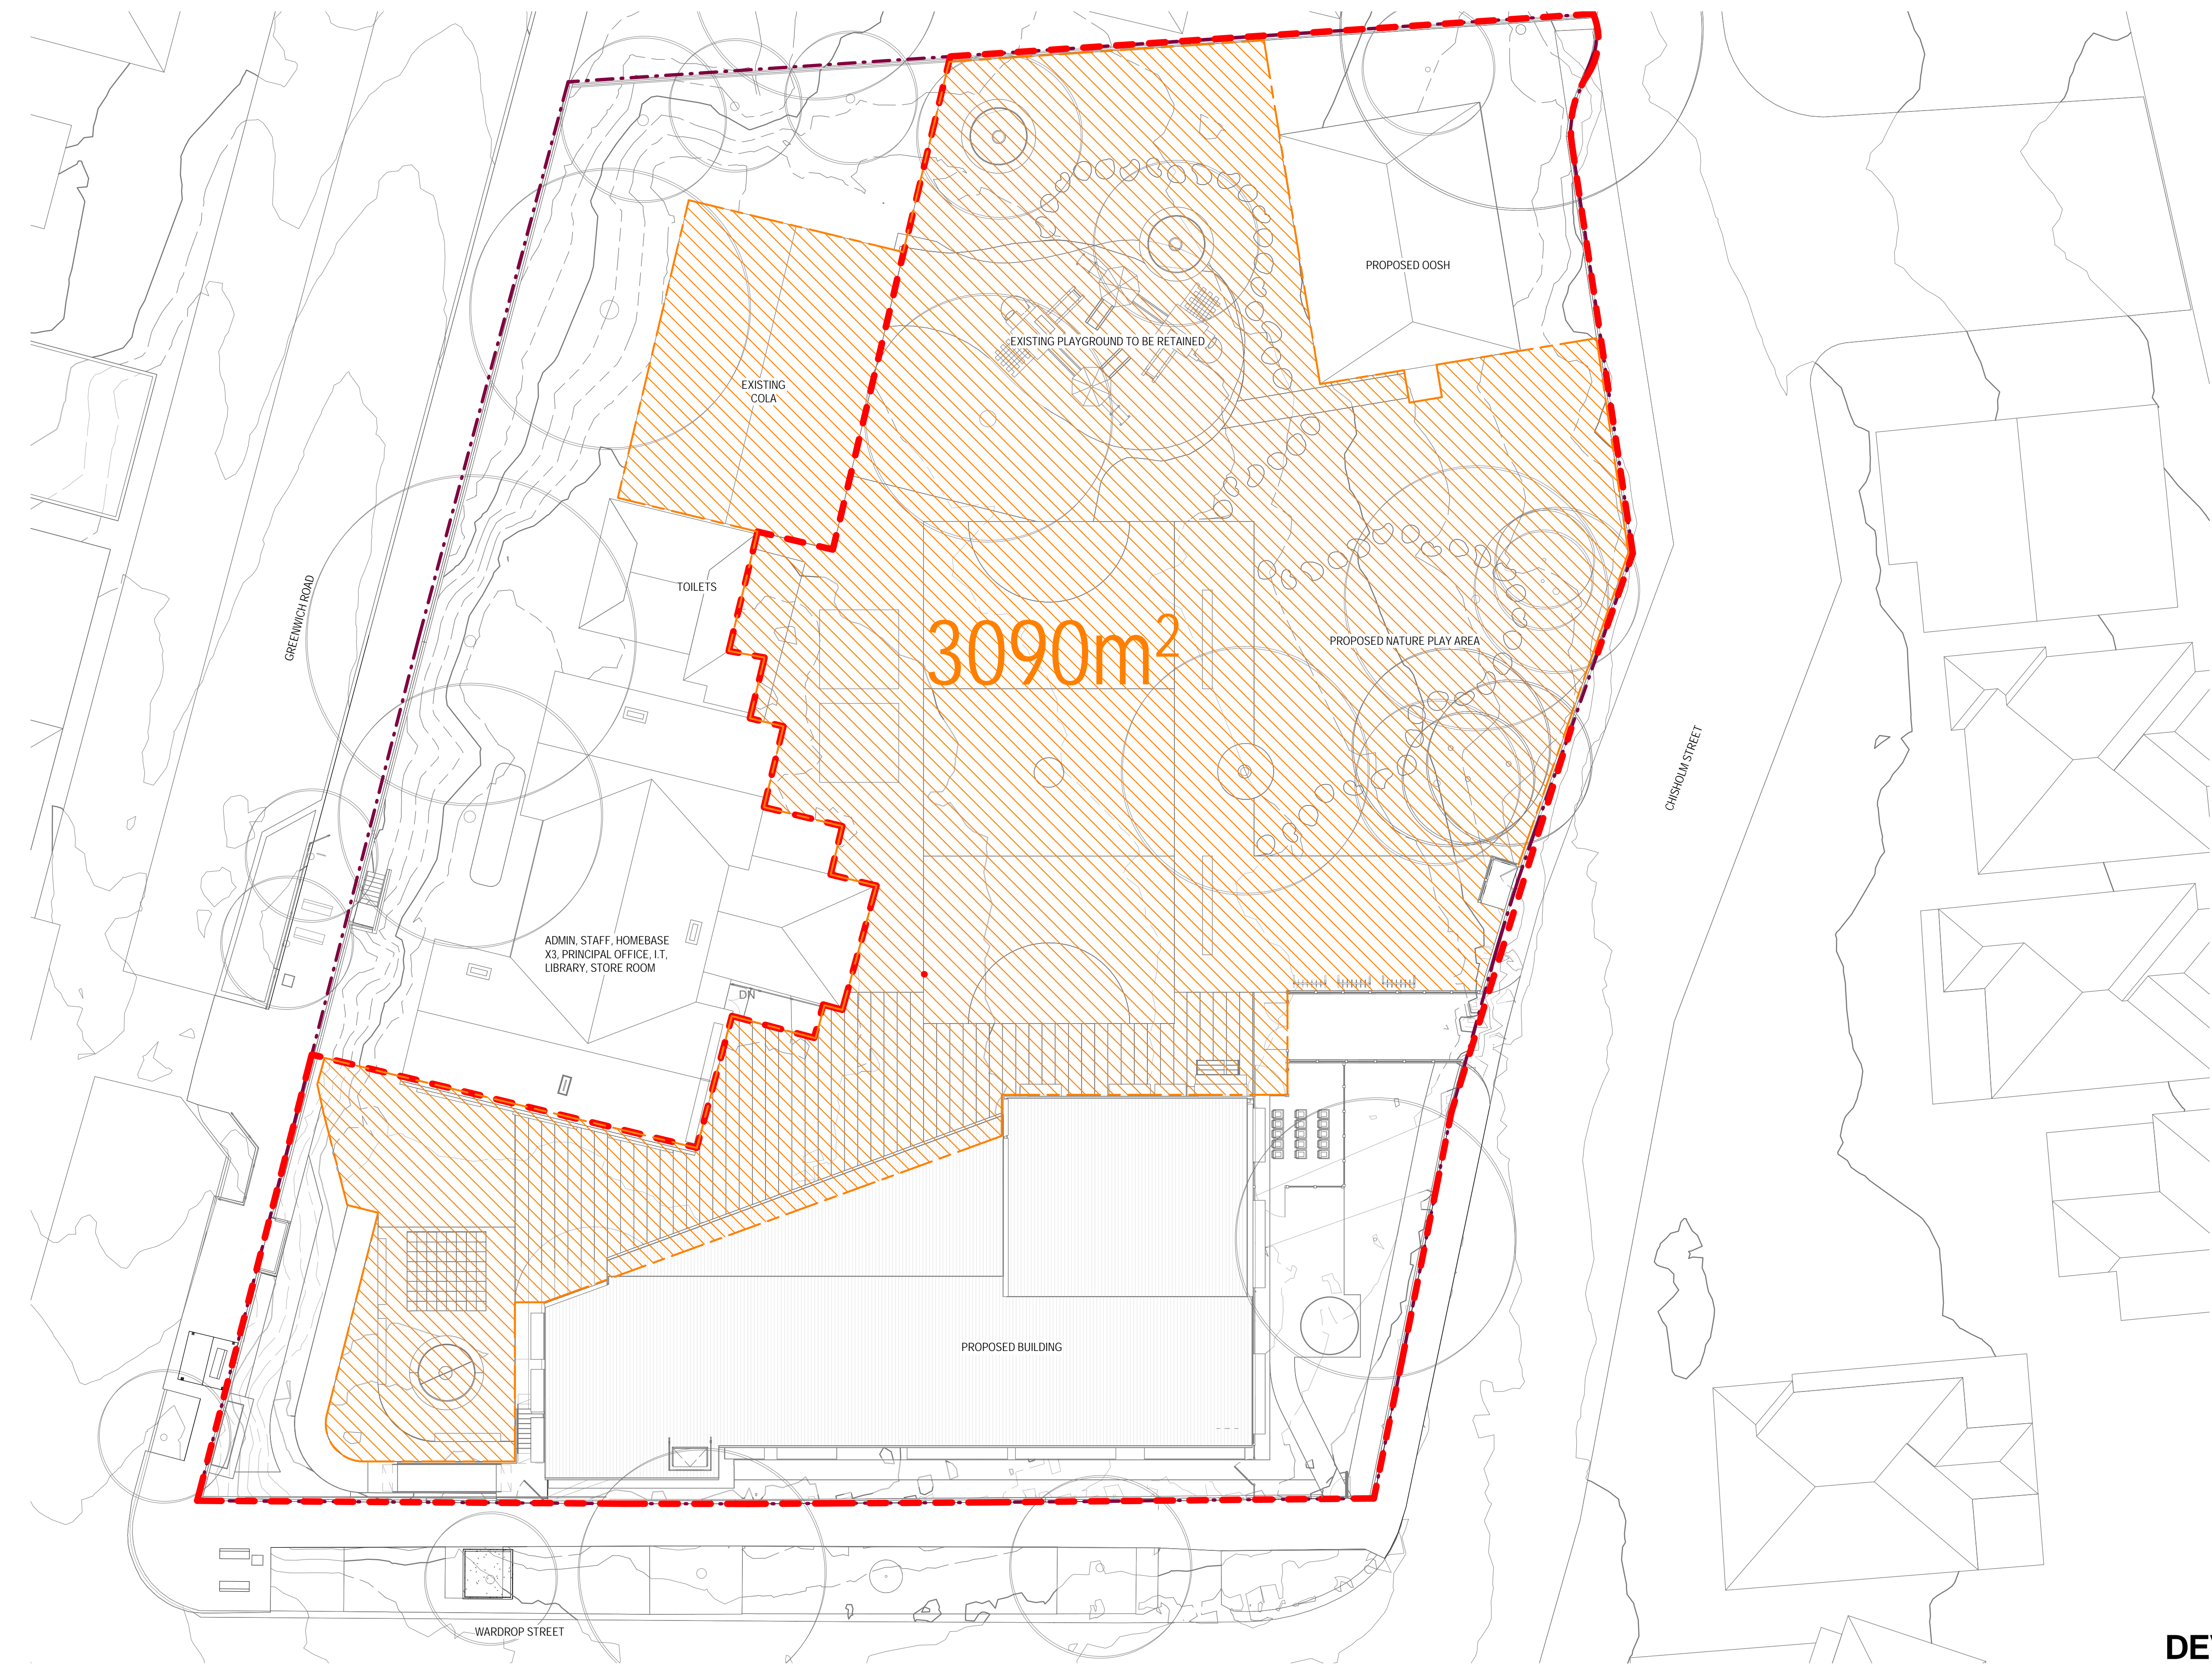 PROPOSED OOSH
EXISTING PLAYGROUND TO BE RETAINED
EXISTING
COLA
TOILETS
GREENWICH ROAD
3090m²
PROPOSED NATURE PLAY AREA
CHISHOLM STREET
ADMIN, STAFF, HOMEBASE
X3, PRINCIPAL OFFICE, I.T,
LIBRARY, STORE ROOM
DN
PROPOSED BUILDING
WARDROP STREET